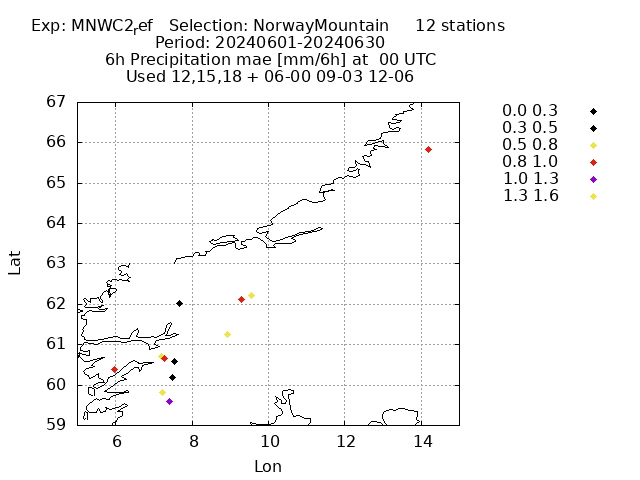 Exp: MNWC2ref   Selection: NorwayMountain     12 stations
Period: 20240601-20240630
6h Precipitation mae [mm/6h] at  00 UTC
Used 12,15,18 + 06-00 09-03 12-06
0.0 0.3
0.3 0.5
0.5 0.8
0.8 1.0
1.0 1.3
1.3 1.6
67
66
65
64
63
62
61
60
59
Lat
6 8 10 12 14
Lon